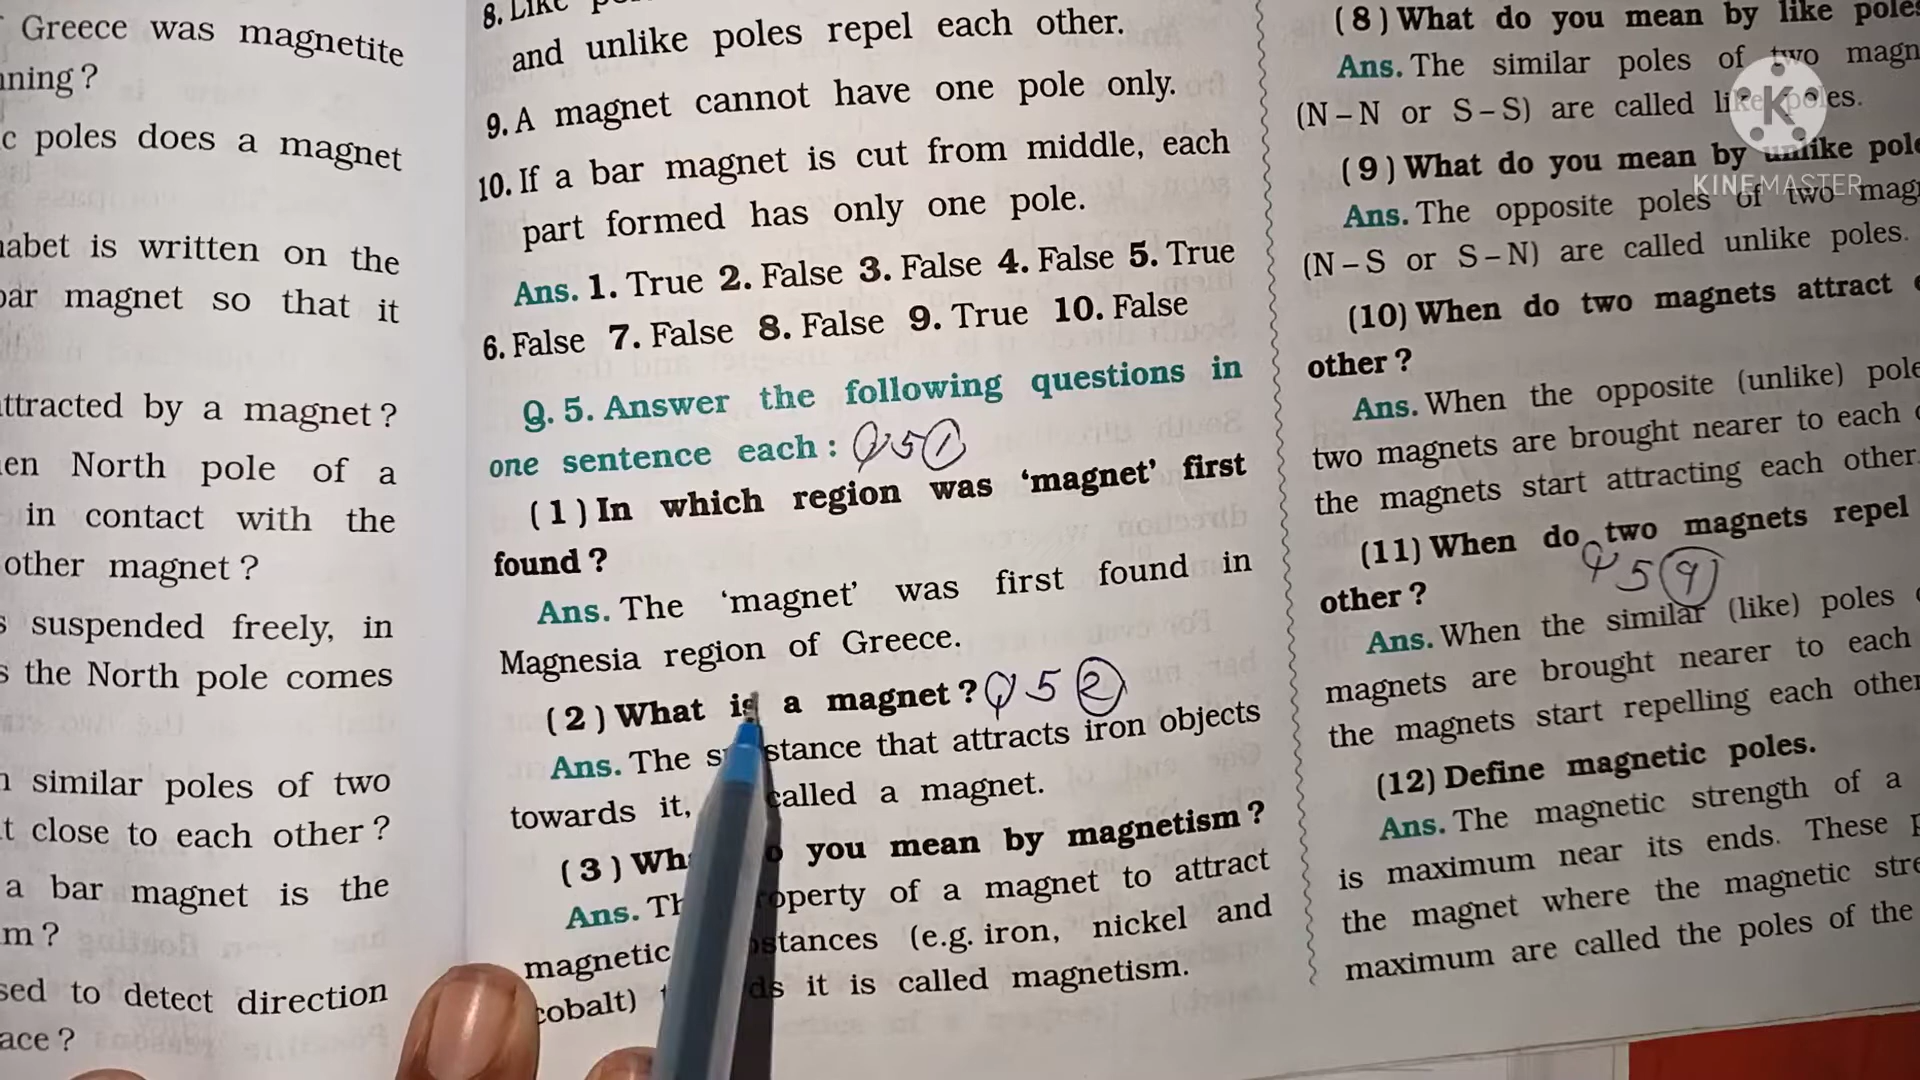 Greece was magnetite
ning ?
c poles does a magnet
abet is written on the
bar magnet so that it
ttracted by a magnet ?
en North pole of a
in contact with the
other magnet ?
s suspended freely, in
s the North pole comes
similar poles of two
t close to each other ?
a bar magnet is the
m ?
sed to detect direction
ace ?
8. Like
and unlike poles repel each other.
9. A magnet cannot have one pole only.
10. If a bar magnet is cut from middle, each
part formed has only one pole.
Ans. 1. True 2. False 3. False 4. False 5. True
6. False 7. False 8. False 9. True 10. False
Q. 5. Answer the following questions in
one sentence each : Q 5 1
(1) In which region was ‘magnet’ first
found ?
Ans. The ‘magnet’ was first found in
Magnesia region of Greece.
(2) What is a magnet ? Q 5 2
Ans. The stance that attracts iron objects
towards it, called a magnet.
(3) you mean by magnetism ?
Ans. operty of a magnet to attract
magnetic stances (e.g. iron, nickel and
cobalt) ds it is called magnetism.
(8) What do you mean by like poles
Ans. The similar poles of two magn
(N – N or S – S) are called like poles.
(9) What do you mean by unlike pole
Ans. The opposite poles of two magn
(N – S or S – N) are called unlike poles.
(10) When do two magnets attract
other ?
Ans. When the opposite (unlike) pole
two magnets are brought nearer to each
the magnets start attracting each other.
(11) When do two magnets repel
Q 5 9
other ?
Ans. When the similar (like) poles
magnets are brought nearer to each
the magnets start repelling each other
(12) Define magnetic poles.
Ans. The magnetic strength of a
is maximum near its ends. These p
the magnet where the magnetic stre
maximum are called the poles of the
K
KINEMASTER